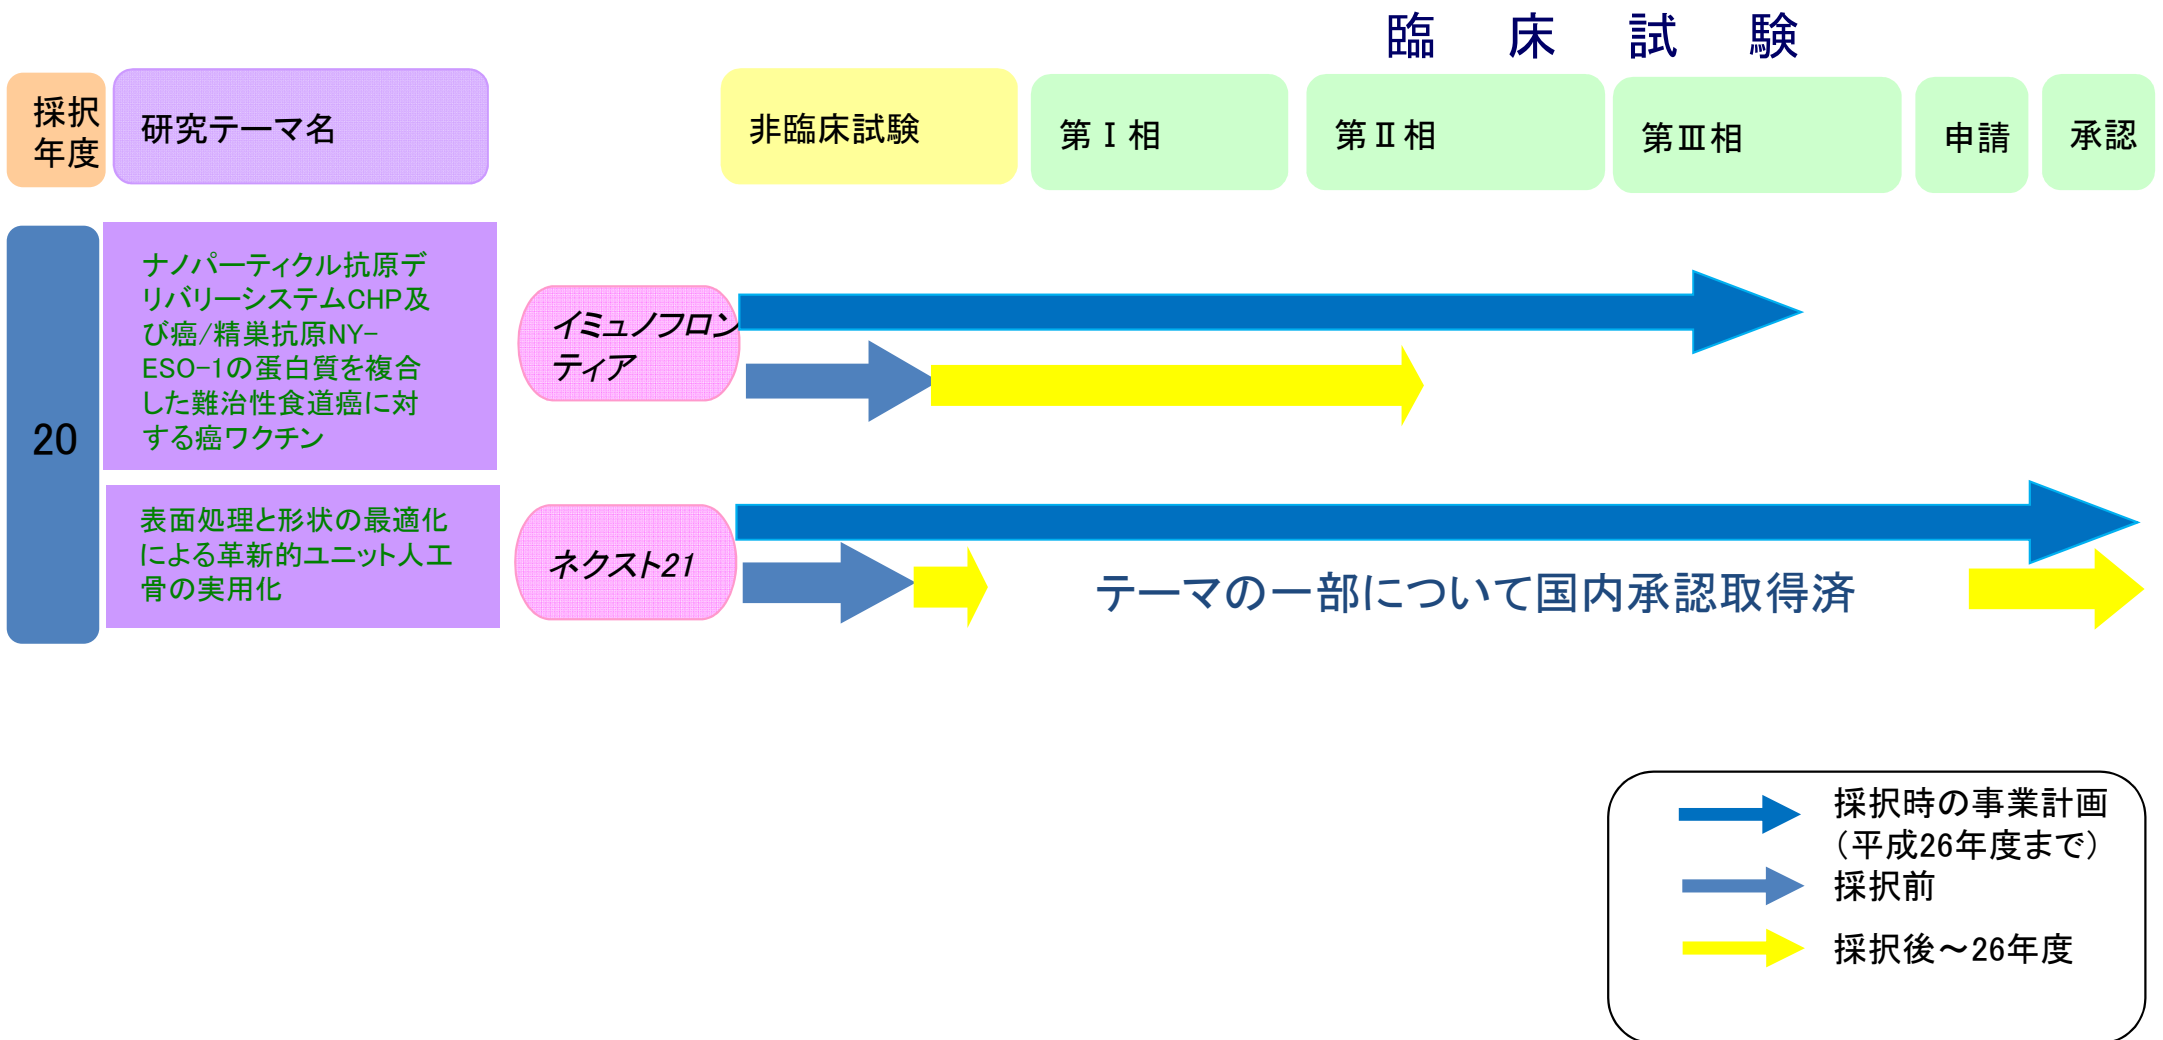 臨床試験
採択
年度
研究テーマ名
非臨床試験
第Ⅰ相
第Ⅱ相
第Ⅲ相
申請
承認
20
ナノパーティクル抗原デ
リバリーシステムCHP及
び癌/精巣抗原NY-
ESO-1の蛋白質を複合
した難治性食道癌に対
する癌ワクチン
イミュノフロン
ティア
表面処理と形状の最適化
による革新的ユニット人工
骨の実用化
ネクスト21
テーマの一部について国内承認取得済
採択時の事業計画
（平成26年度まで）
採択前
採択後～26年度